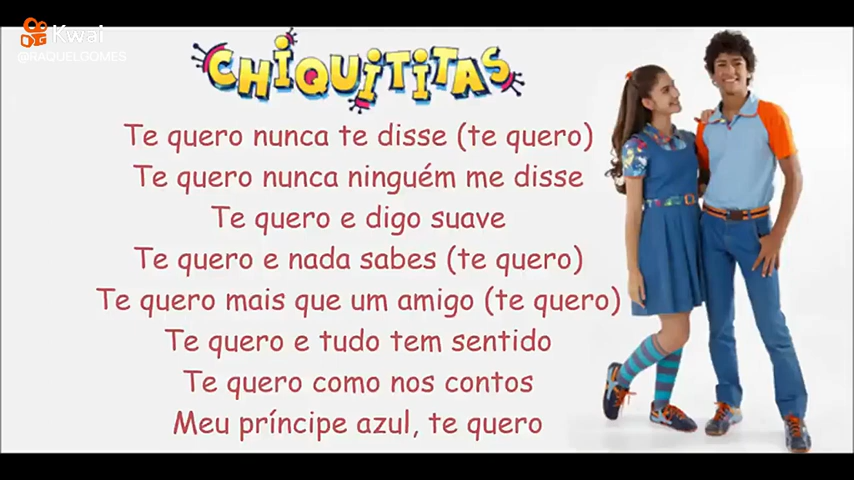 Kwai
@RAQUELGOMES
CHIQUITITAS
Te quero nunca te disse (te quero)
Te quero nunca ninguém me disse
Te quero e digo suave
Te quero e nada sabes (te quero)
Te quero mais que um amigo (te quero)
Te quero e tudo tem sentido
Te quero como nos contos
Meu príncipe azul, te quero